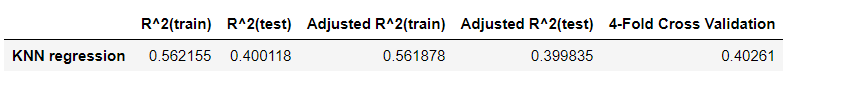 R^2(train) R^2(test) Adjusted R^2(train) Adjusted R^2(test) 4-Fold Cross Validation
KNN regression 0.562155 0.400118 0.561878 0.399835 0.40261